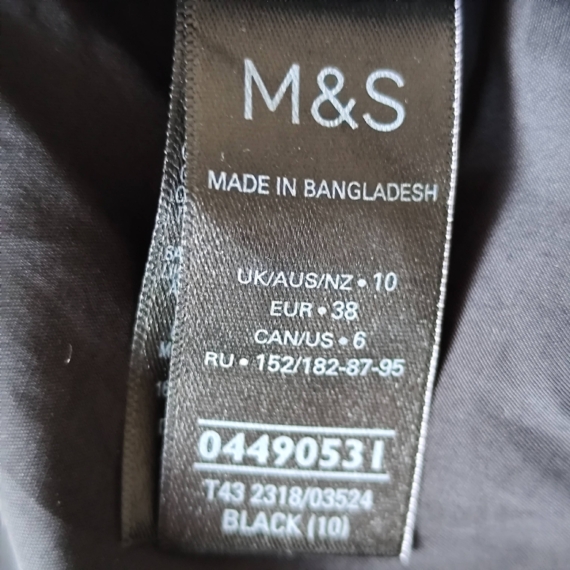 M&S
MADE IN BANGLADESH
UK/AUS/NZ • 10
EUR • 38
CAN/US • 6
RU • 152/182-87-95
04490531
T43 2318/03524
BLACK (10)